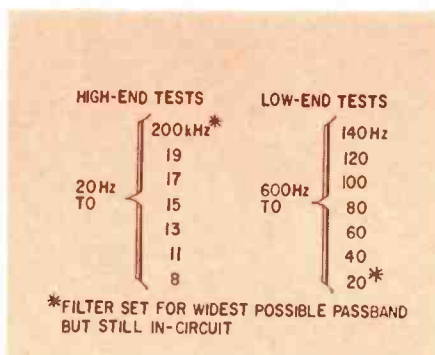 HIGH-END TESTS
20Hz TO
200kHz*
19
17
15
13
11
8
LOW-END TESTS
600Hz TO
140Hz
120
100
80
60
40
20*
*FILTER SET FOR WIDEST POSSIBLE PASSBAND
BUT STILL IN-CIRCUIT